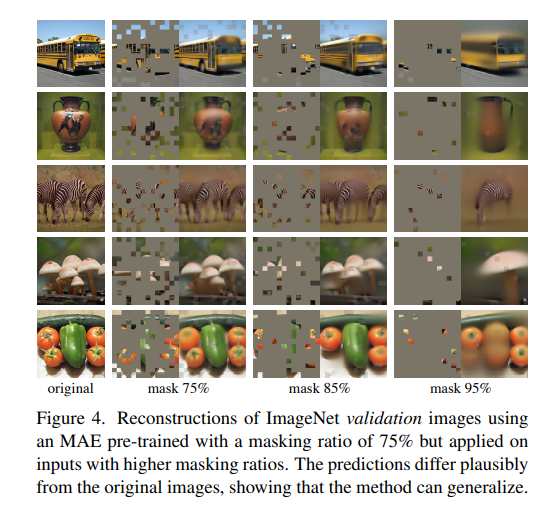 original
mask 75%
mask 85%
mask 95%
Figure 4. Reconstructions of ImageNet validation images using
an MAE pre-trained with a masking ratio of 75% but applied on
inputs with higher masking ratios. The predictions differ plausibly
from the original images, showing that the method can generalize.